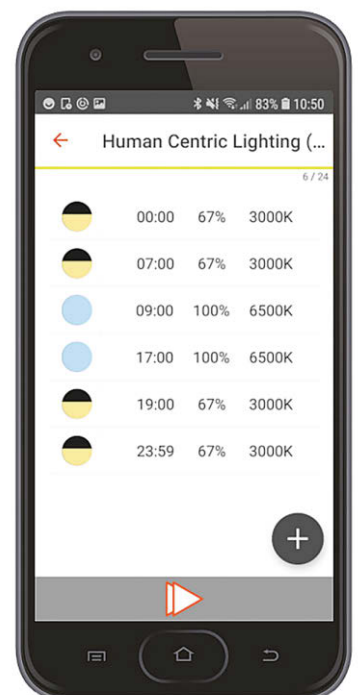 83% 10:50
Human Centric Lighting (...
6 / 24
00:00 67% 3000K
07:00 67% 3000K
09:00 100% 6500K
17:00 100% 6500K
19:00 67% 3000K
23:59 67% 3000K